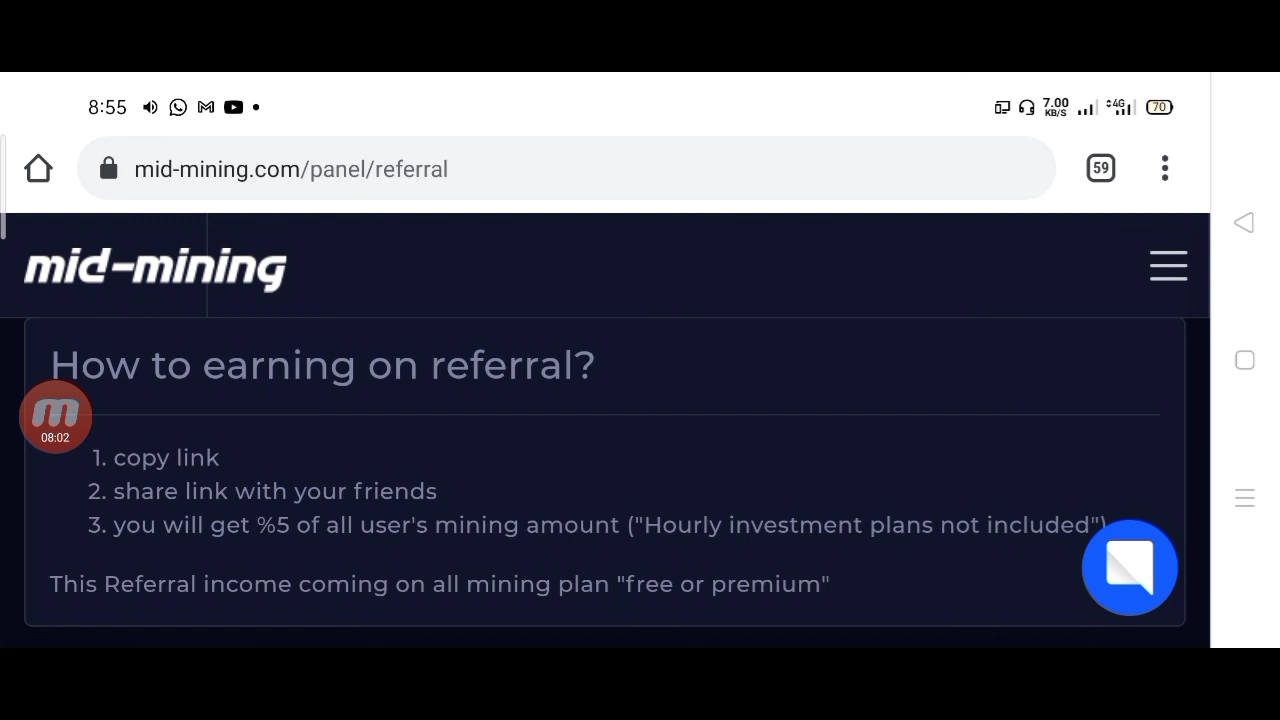 8:55
7.00
KB/S
4G
70
mid-mining.com/panel/referral
59
mid-mining
How to earning on referral?
m
08:02
1. copy link
2. share link with your friends
3. you will get %5 of all user's mining amount ("Hourly investment plans not included")
This Referral income coming on all mining plan "free or premium"